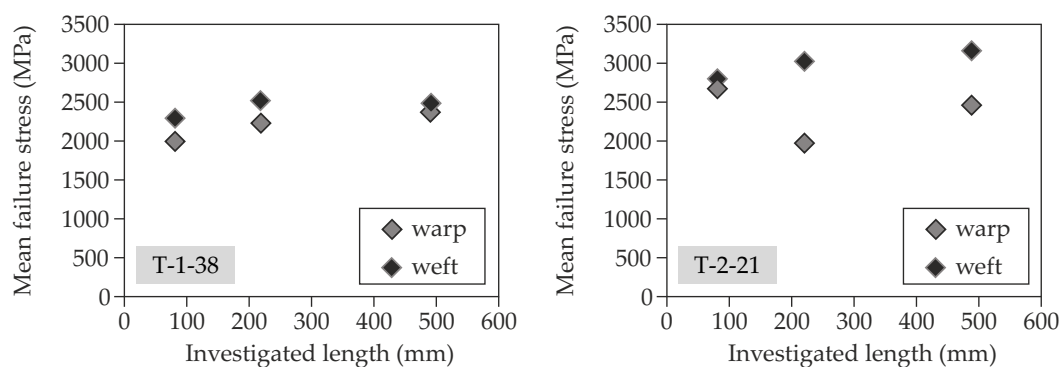 Mean failure stress (MPa)
3500
3000
2500
2000
1500
1000
500
0
T-1-38
warp
weft
0 100 200 300 400 500 600
Investigated length (mm)
Mean failure stress (MPa)
3500
3000
2500
2000
1500
1000
500
0
T-2-21
warp
weft
0 100 200 300 400 500 600
Investigated length (mm)